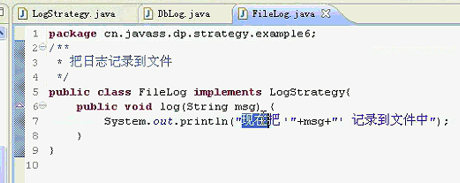 LogStrategy.java DbLog.java FileLog.java
1 package cn.javass.dp.strategy.example6;
2 /**
3 * 把日志记录到文件
4 */
5 public class FileLog implements LogStrategy{
6 public void log(String msg) {
7 System.out.println("现在把 '"+msg+"' 记录到文件中");
8 }
9 }
10